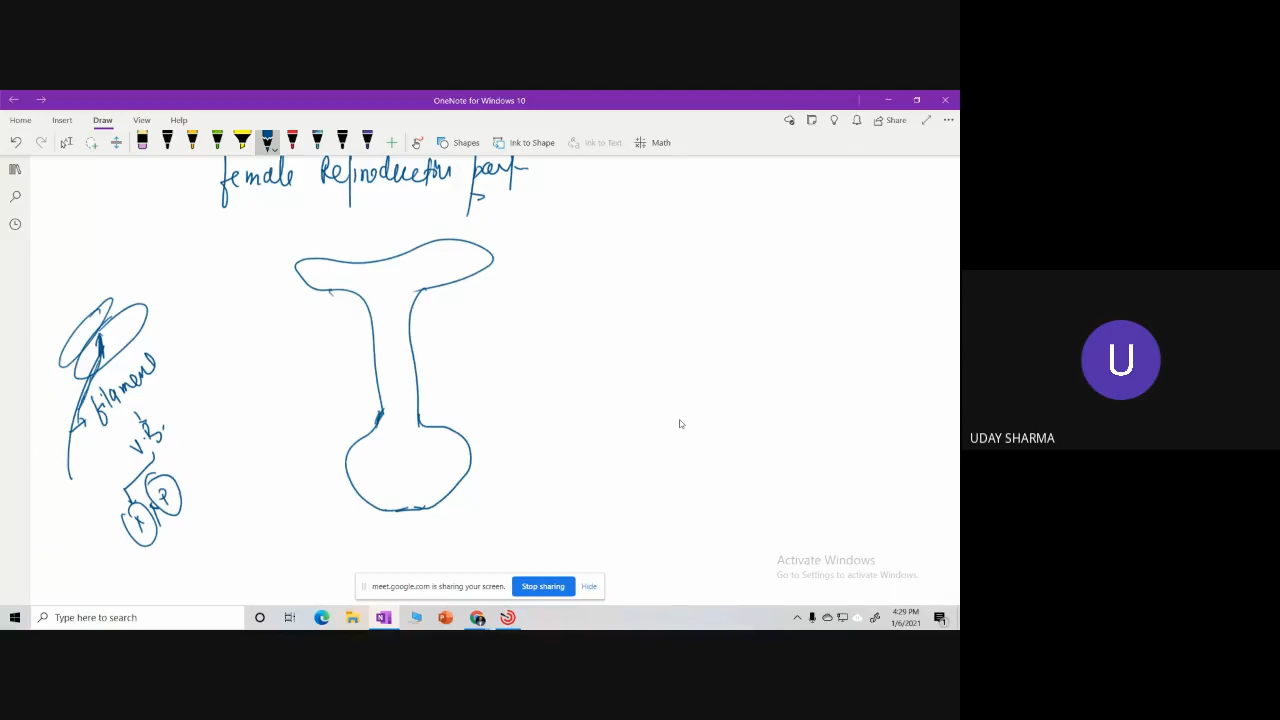 OneNote for Windows 10
Home Insert Draw View Help
Share
Shapes Ink to Shape Ink to Text Math
female Reproductive part
filament
V.B.
X P
U
UDAY SHARMA
Activate Windows
Go to Settings to activate Windows.
meet.google.com is sharing your screen. Stop sharing Hide
Type here to search
4:29 PM
1/6/2021